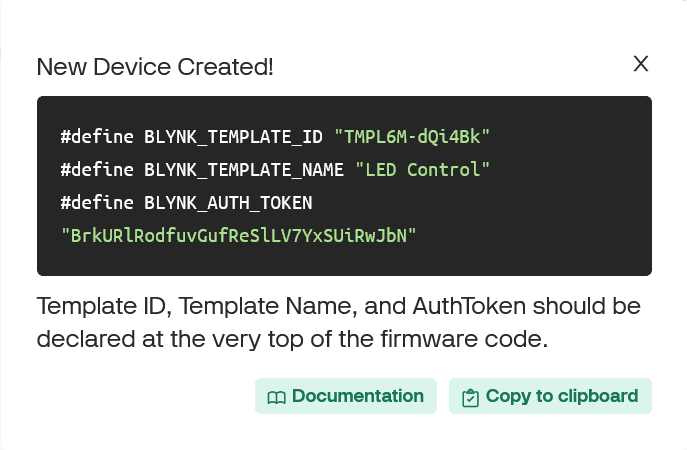 New Device Created!
#define BLYNK_TEMPLATE_ID "TMPL6M-dQi4Bk"
#define BLYNK_TEMPLATE_NAME "LED Control"
#define BLYNK_AUTH_TOKEN
"BrkURlRodfuvGufReSlLV7YxSUiRwJbN"
Template ID, Template Name, and AuthToken should be
declared at the very top of the firmware code.
Documentation
Copy to clipboard